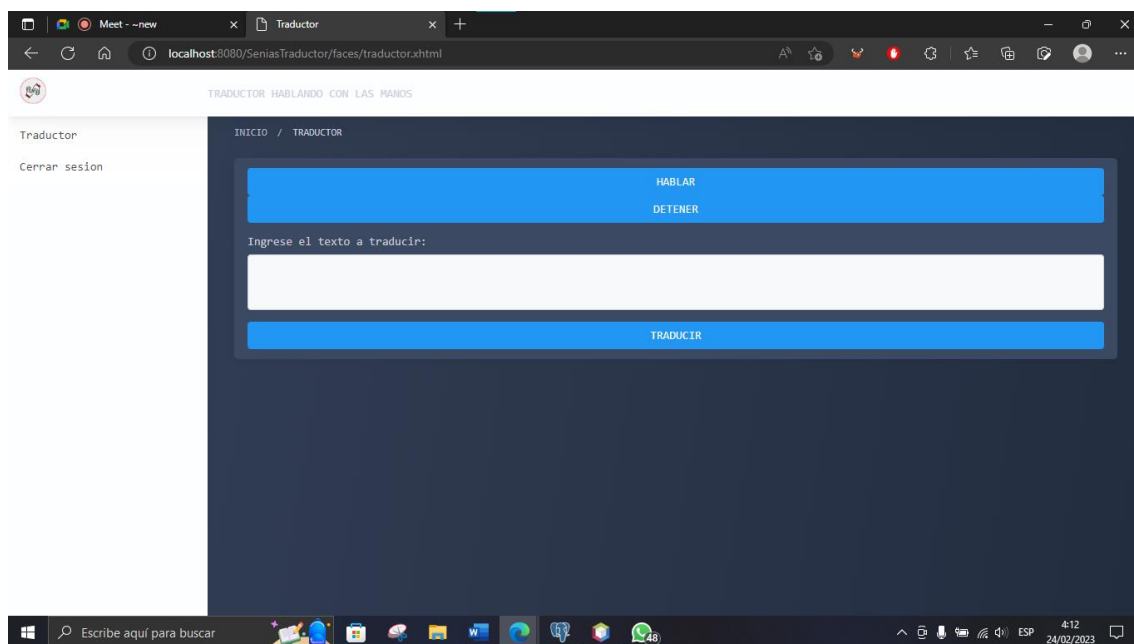 Meet - ~new
Traductor
localhost:8080/SeniasTraductor/faces/traductor.xhtml
TRADUCTOR HABLANDO CON LAS MANOS
Traductor
Cerrar sesion
INICIO / TRADUCTOR
HABLAR
DETENER
Ingrese el texto a traducir:
TRADUCIR
Escribe aquí para buscar
48
ESP
4:12
24/02/2023